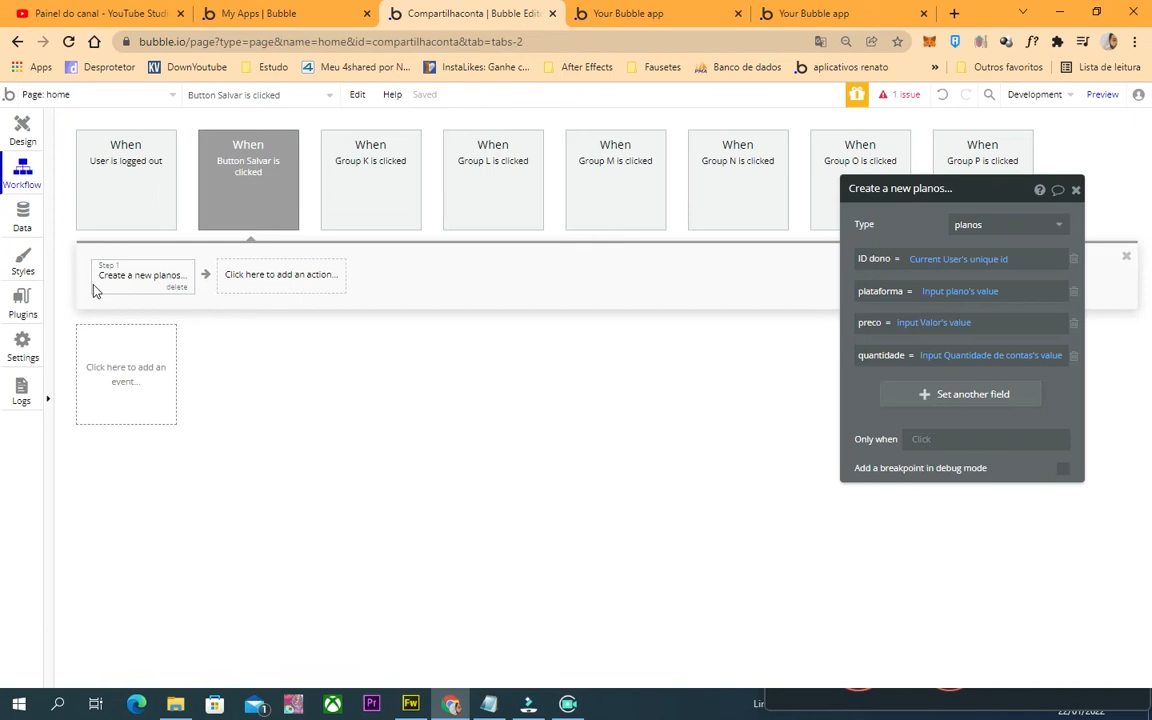 Painel do canal - YouTube Studi
My Apps | Bubble
Compartilhaconta | Bubble Edit
Your Bubble app
Your Bubble app
bubble.io/page?type=page&name=home&id=compartilhaconta&tab=tabs-2
Apps
Desprotetor
DownYoutube
Estudo
Meu 4shared por N...
InstaLikes: Ganhe c...
After Effects
Fausetes
Banco de dados
aplicativos renato
»
Outros favoritos
Lista de leitura
Page: home
Button Salvar is clicked
Edit
Help
Saved
1 issue
Development
Preview
Design
Workflow
Data
Styles
Plugins
Settings
Logs
When
User is logged out
When
Button Salvar is
clicked
When
Group K is clicked
When
Group L is clicked
When
Group M is clicked
When
Group N is clicked
When
Group O is clicked
When
Group P is clicked
Step 1
Create a new planos...
delete
Click here to add an action...
Click here to add an
event...
Create a new planos...
Type
planos
ID dono = Current User's unique id
plataforma = Input plano's value
preco = input Valor's value
quantidade = Input Quantidade de contas's value
Set another field
Only when Click
Add a breakpoint in debug mode
22/01/2022